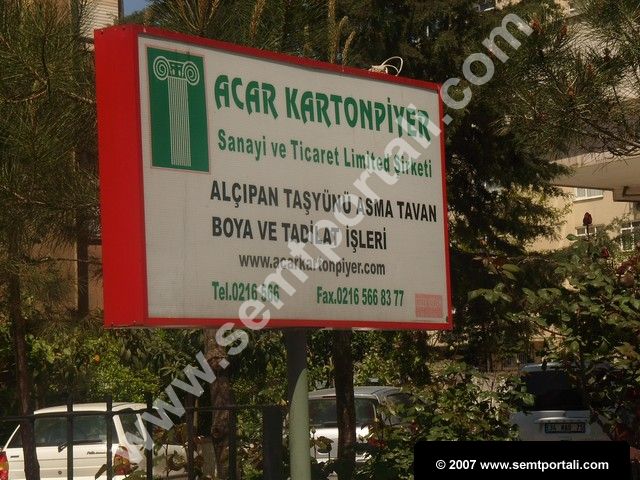 ACAR KARTONPİYER
Sanayi ve Ticaret Limited Şirketi
ALÇIPAN TAŞYÜNÜ ASMA TAVAN
BOYA VE TADİLAT İŞLERİ
www.acarkartonpiyer.com
Tel.0216 566 Fax.0216 566 83 77
www.semtportali.com
© 2007 www.semtportali.com